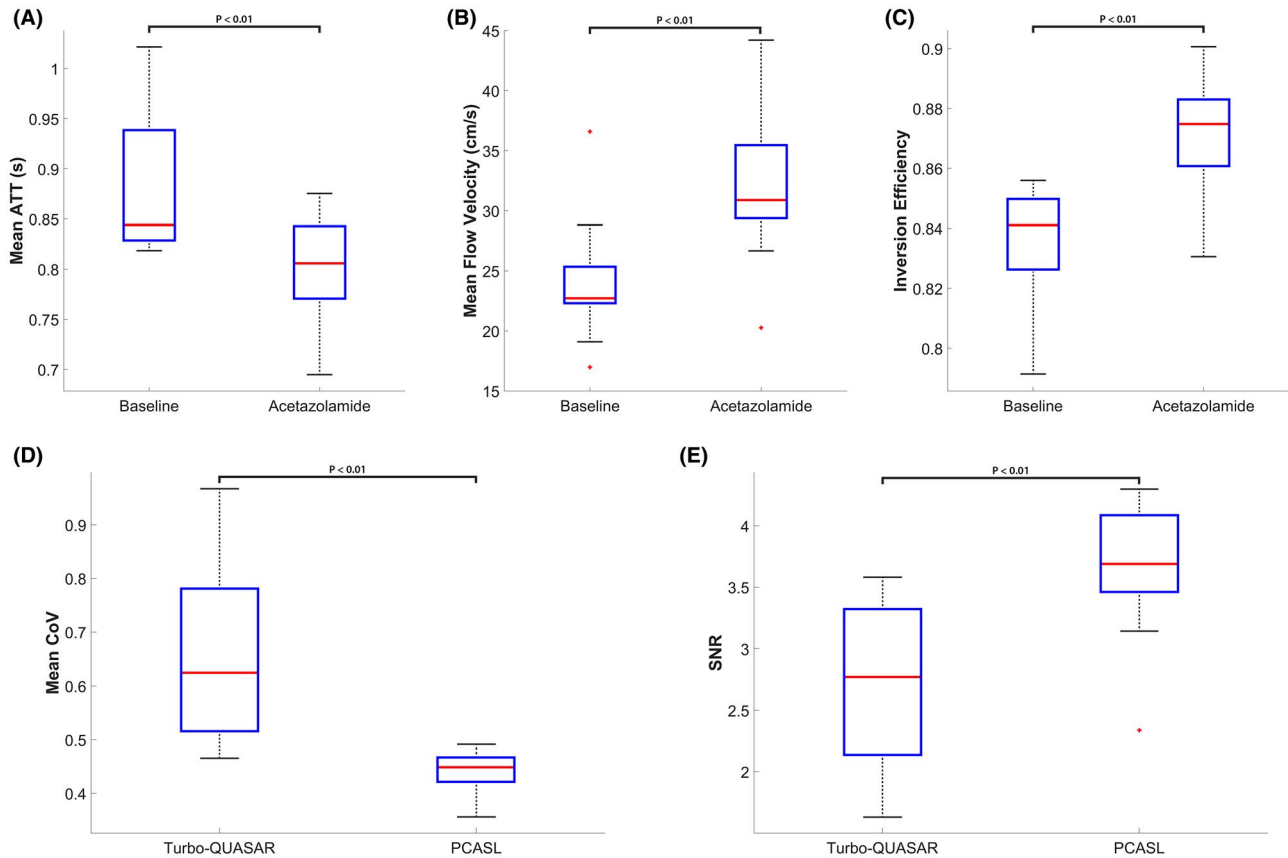 (A)
P < 0.01
Mean ATT (s)
1
0.95
0.9
0.85
0.8
0.75
0.7
Baseline
Acetazolamide
(B)
P < 0.01
Mean Flow Velocity (cm/s)
45
40
35
30
25
20
15
Baseline
Acetazolamide
(C)
P < 0.01
Inversion Efficiency
0.9
0.88
0.86
0.84
0.82
0.8
Baseline
Acetazolamide
(D)
P < 0.01
Mean CoV
0.9
0.8
0.7
0.6
0.5
0.4
Turbo-QUASAR
PCASL
(E)
P < 0.01
SNR
4
3.5
3
2.5
2
Turbo-QUASAR
PCASL